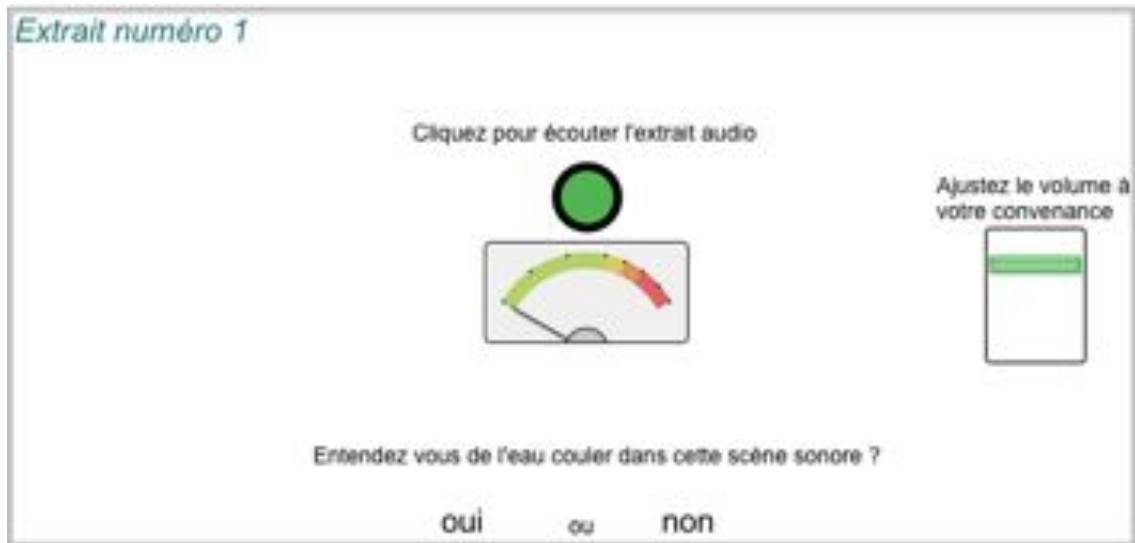 Extrait numéro 1
Cliquez pour écouter l'extrait audio
Ajustez le volume à
votre convenance
Entendez vous de l'eau couler dans cette scène sonore ?
oui ou non